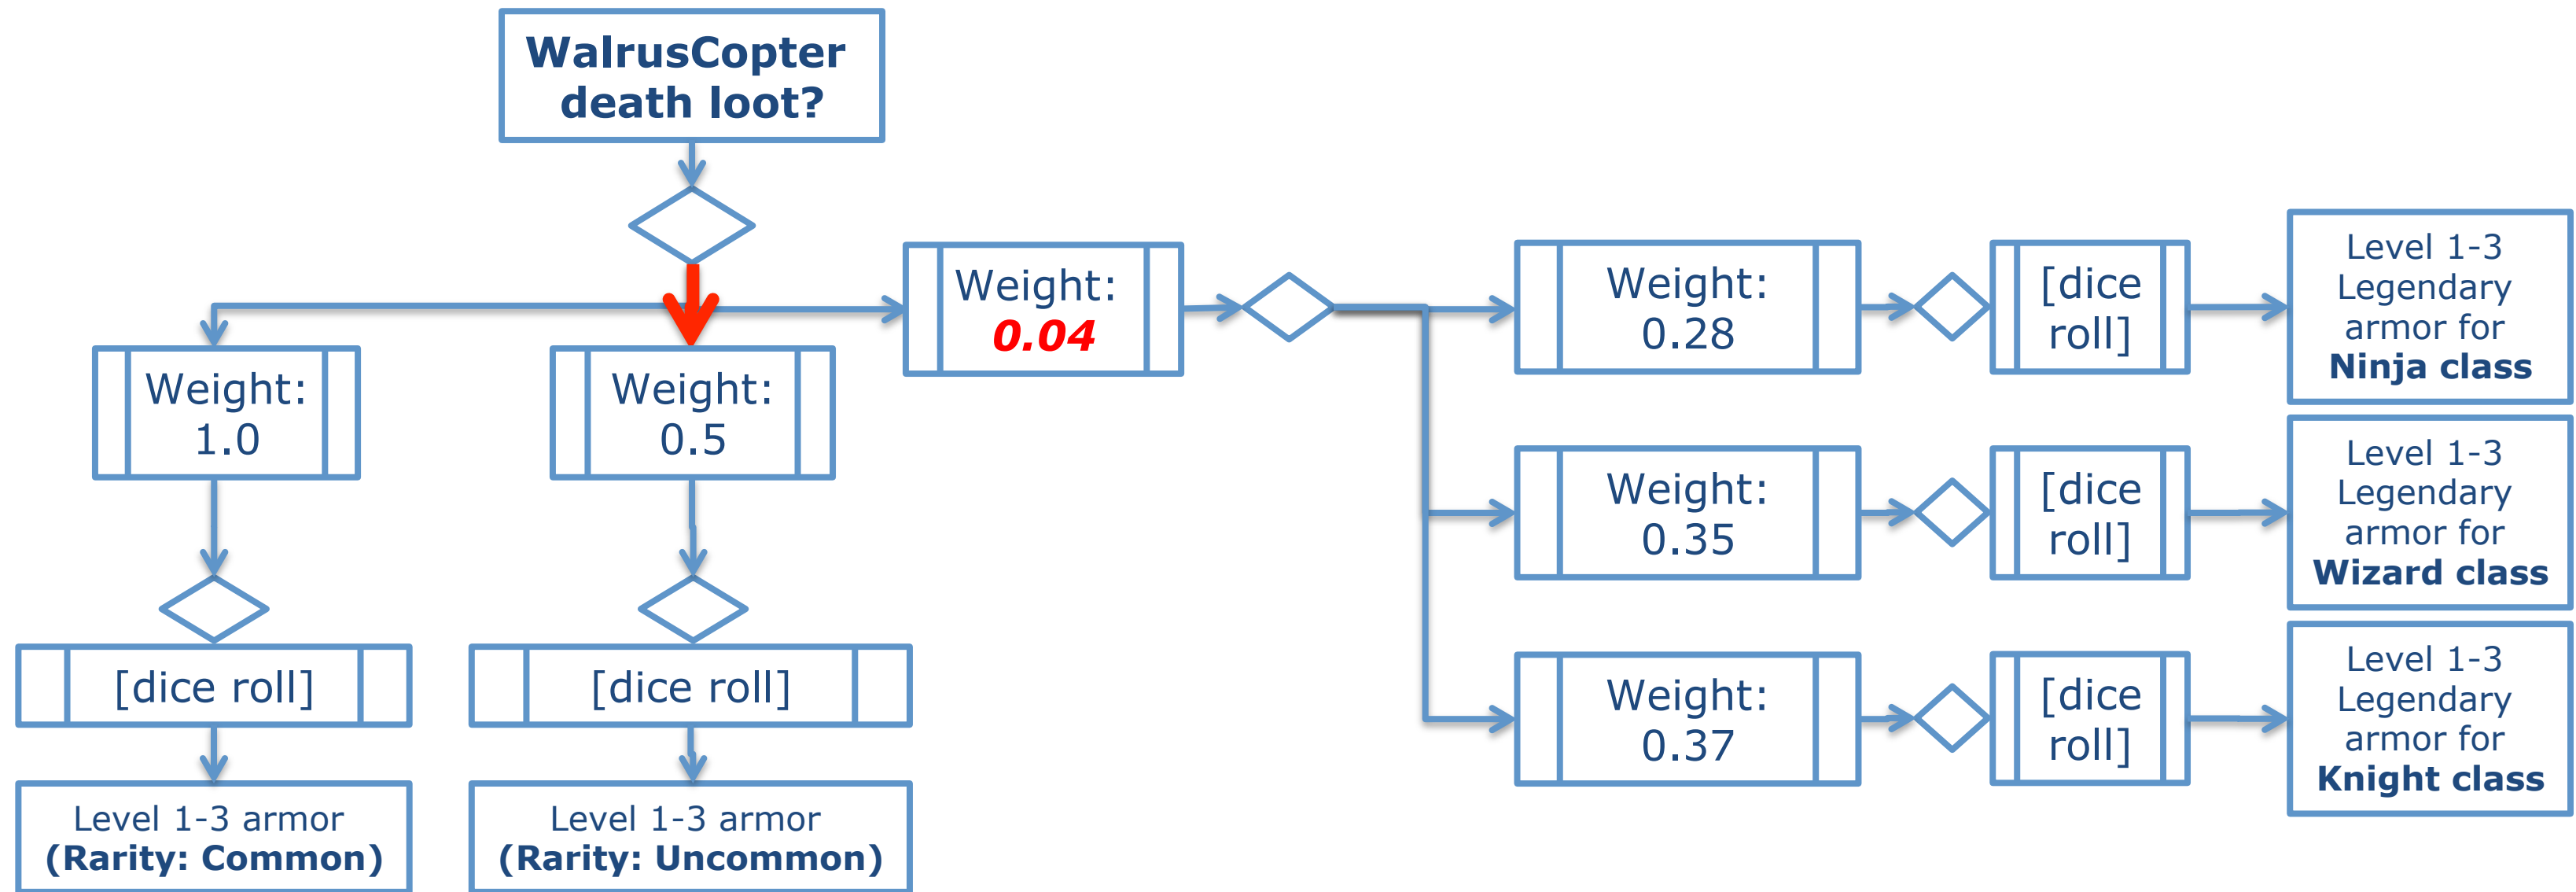 WalrusCopter
death loot?
Weight:
1.0
[dice roll]
Level 1-3 armor
(Rarity: Common)
Weight:
0.5
[dice roll]
Level 1-3 armor
(Rarity: Uncommon)
Weight:
0.04
Weight:
0.28
[dice
roll]
Level 1-3
Legendary
armor for
Ninja class
Weight:
0.35
[dice
roll]
Level 1-3
Legendary
armor for
Wizard class
Weight:
0.37
[dice
roll]
Level 1-3
Legendary
armor for
Knight class